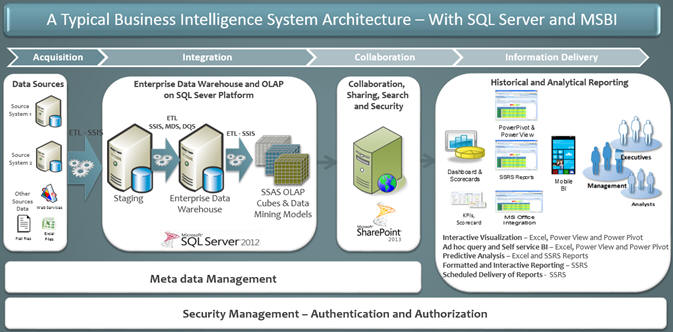 A Typical Business Intelligence System Architecture – With SQL Server and MSBI
Acquisition
Integration
Collaboration
Information Delivery
Data Sources
Source
System 1
Source
System 2
Other
Sources
Data
Web Services
Flat files
Excel
Files
ETL - SSIS
Enterprise Data Warehouse and OLAP
on SQL Sever Platform
ETL
SSIS, MDS, DQS
ETL - SSIS
Staging
Enterprise Data
Warehouse
SSAS OLAP
Cubes & Data
Mining Models
Microsoft
SQL Server 2012
Collaboration,
Sharing, Search
and Security
Microsoft
SharePoint
2013
Historical and Analytical Reporting
PowerPivot &
Power View
Dashboard &
Scorecards
SSRS Reports
Mobile
BI
KPIs,
Scorecard
MS Office
Integration
Executives
Management
Analysts
Interactive Visualization – Excel, Power View and Power Pivot
Ad hoc query and Self service BI – Excel, Power View and Power Pivot
Predictive Analysis – Excel and SSRS Reports
Formatted and Interactive Reporting – SSRS
Scheduled Delivery of Reports - SSRS
Meta data Management
Security Management – Authentication and Authorization